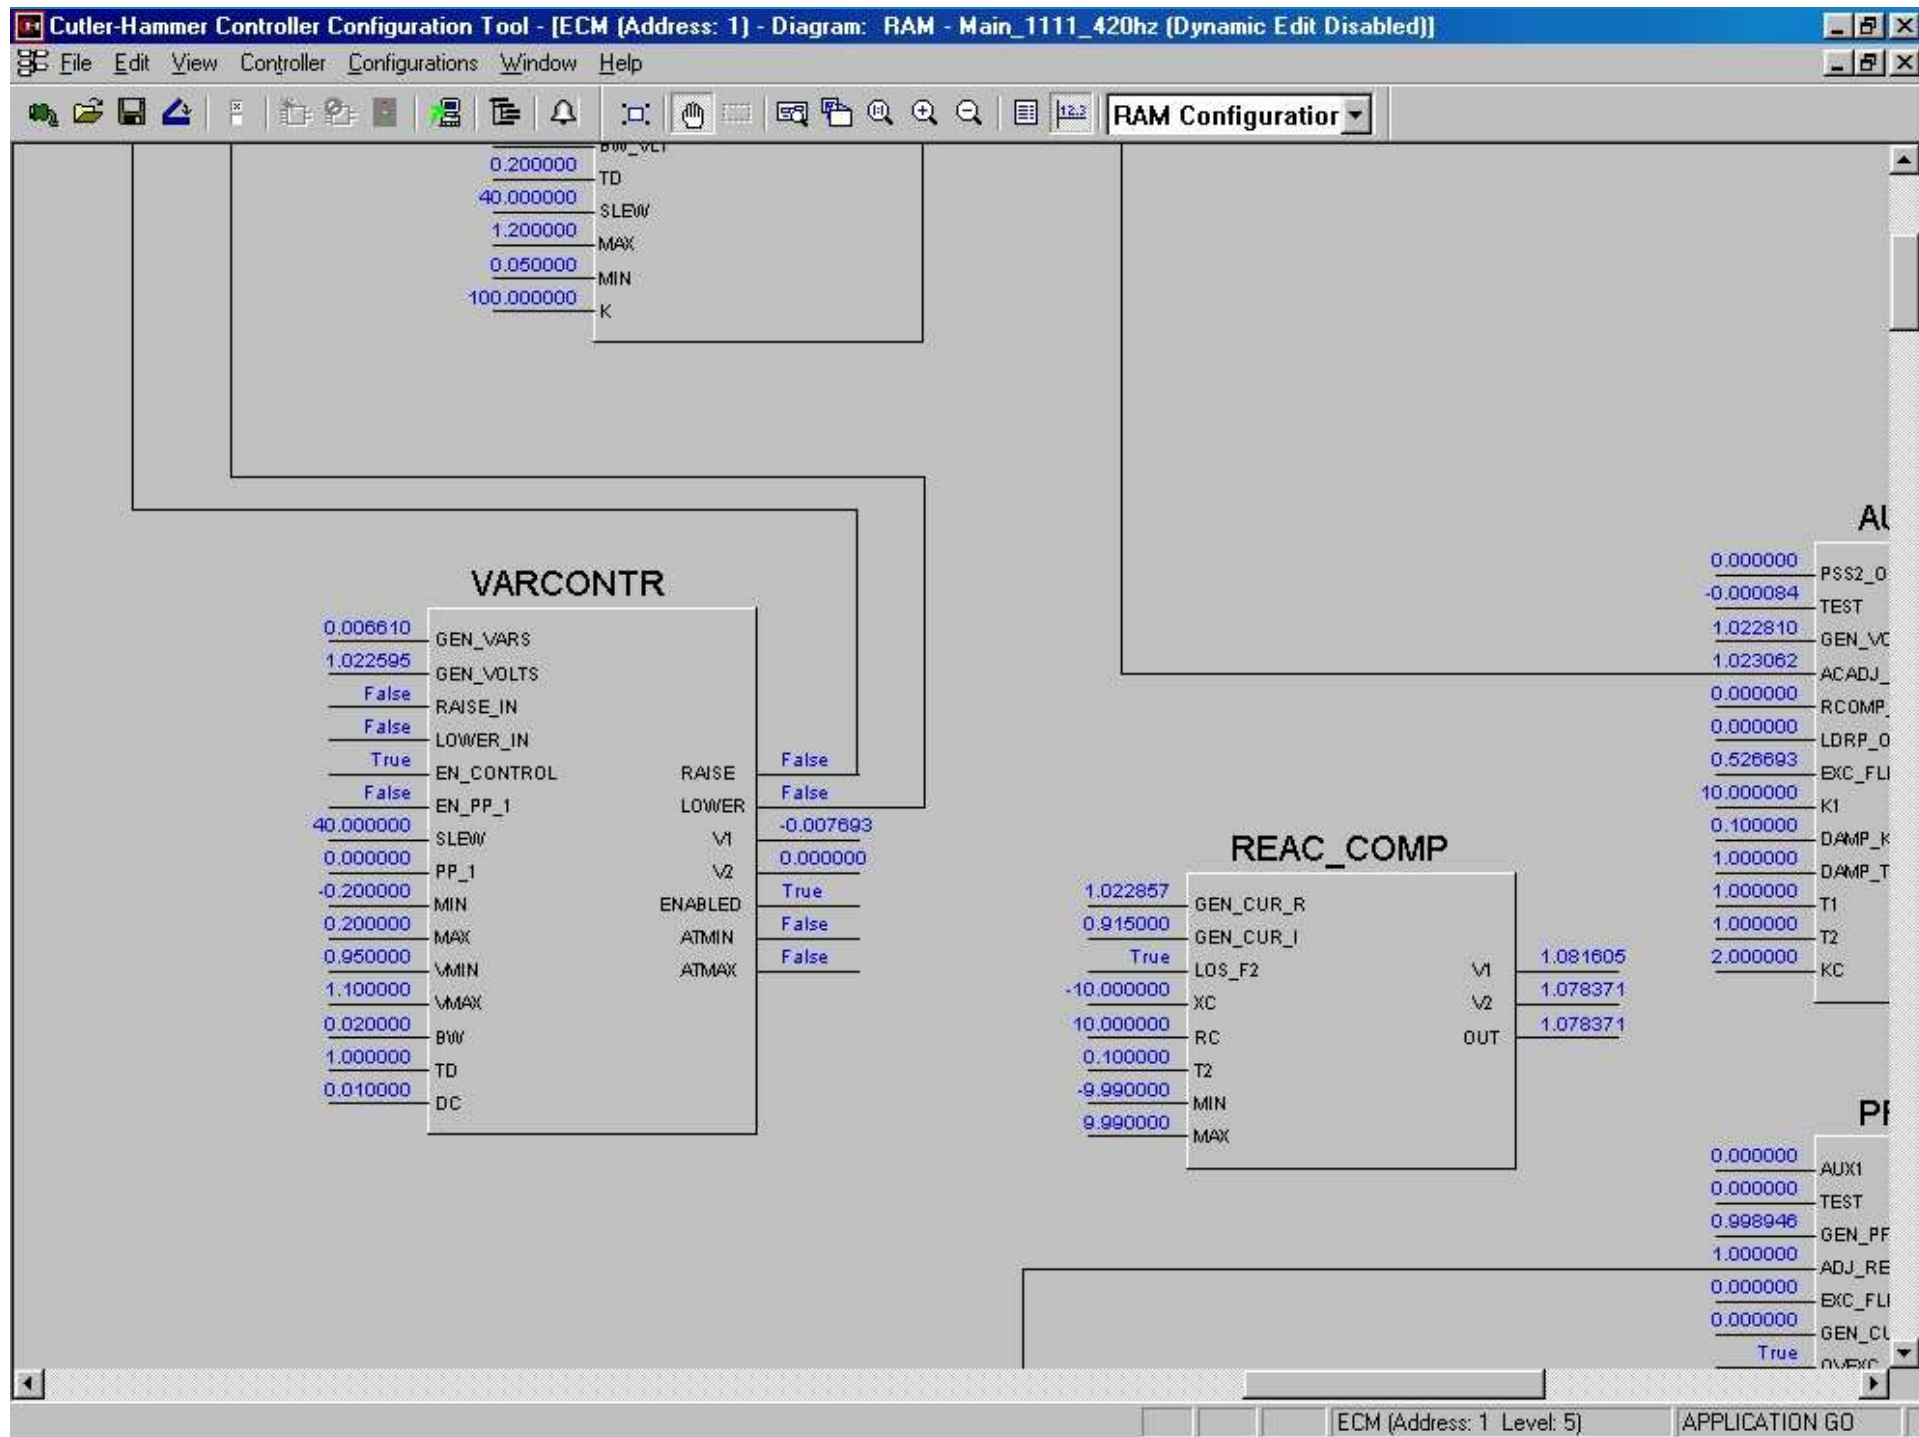 Cutler-Hammer Controller Configuration Tool - [ECM (Address: 1) - Diagram: RAM - Main_1111_420hz (Dynamic Edit Disabled)]
File Edit View Controller Configurations Window Help
12.3 RAM Configuration
BW_VLT
0.200000 TD
40.000000 SLEW
1.200000 MAX
0.050000 MIN
100.000000 K
VARCONTR
0.006610 GEN_VARS
1.022595 GEN_VOLTS
False RAISE_IN
False LOWER_IN
True EN_CONTROL RAISE False
False EN_PP_1 LOWER False
40.000000 SLEW V1 -0.007693
0.000000 PP_1 V2 0.000000
-0.200000 MIN ENABLED True
0.200000 MAX ATMIN False
0.950000 VMIN ATMAX False
1.100000 VMAX
0.020000 BW
1.000000 TD
0.010000 DC
REAC_COMP
1.022857 GEN_CUR_R
0.915000 GEN_CUR_I
True LOS_F2 V1 1.081605
-10.000000 XC V2 1.078371
10.000000 RC OUT 1.078371
0.100000 T2
-9.990000 MIN
9.990000 MAX
0.000000 PSS2_O
-0.000084 TEST
1.022810 GEN_VO
1.023062 ACADJ_
0.000000 RCOMP_
0.000000 LDRP_O
0.526693 EXC_FL
10.000000 K1
0.100000 DAMP_K
1.000000 DAMP_T
1.000000 T1
1.000000 T2
2.000000 KC
0.000000 AUX1
0.000000 TEST
0.998946 GEN_PF
1.000000 ADJ_RE
0.000000 EXC_FL
0.000000 GEN_CU
True OVEXC
ECM (Address: 1 Level: 5) APPLICATION GO